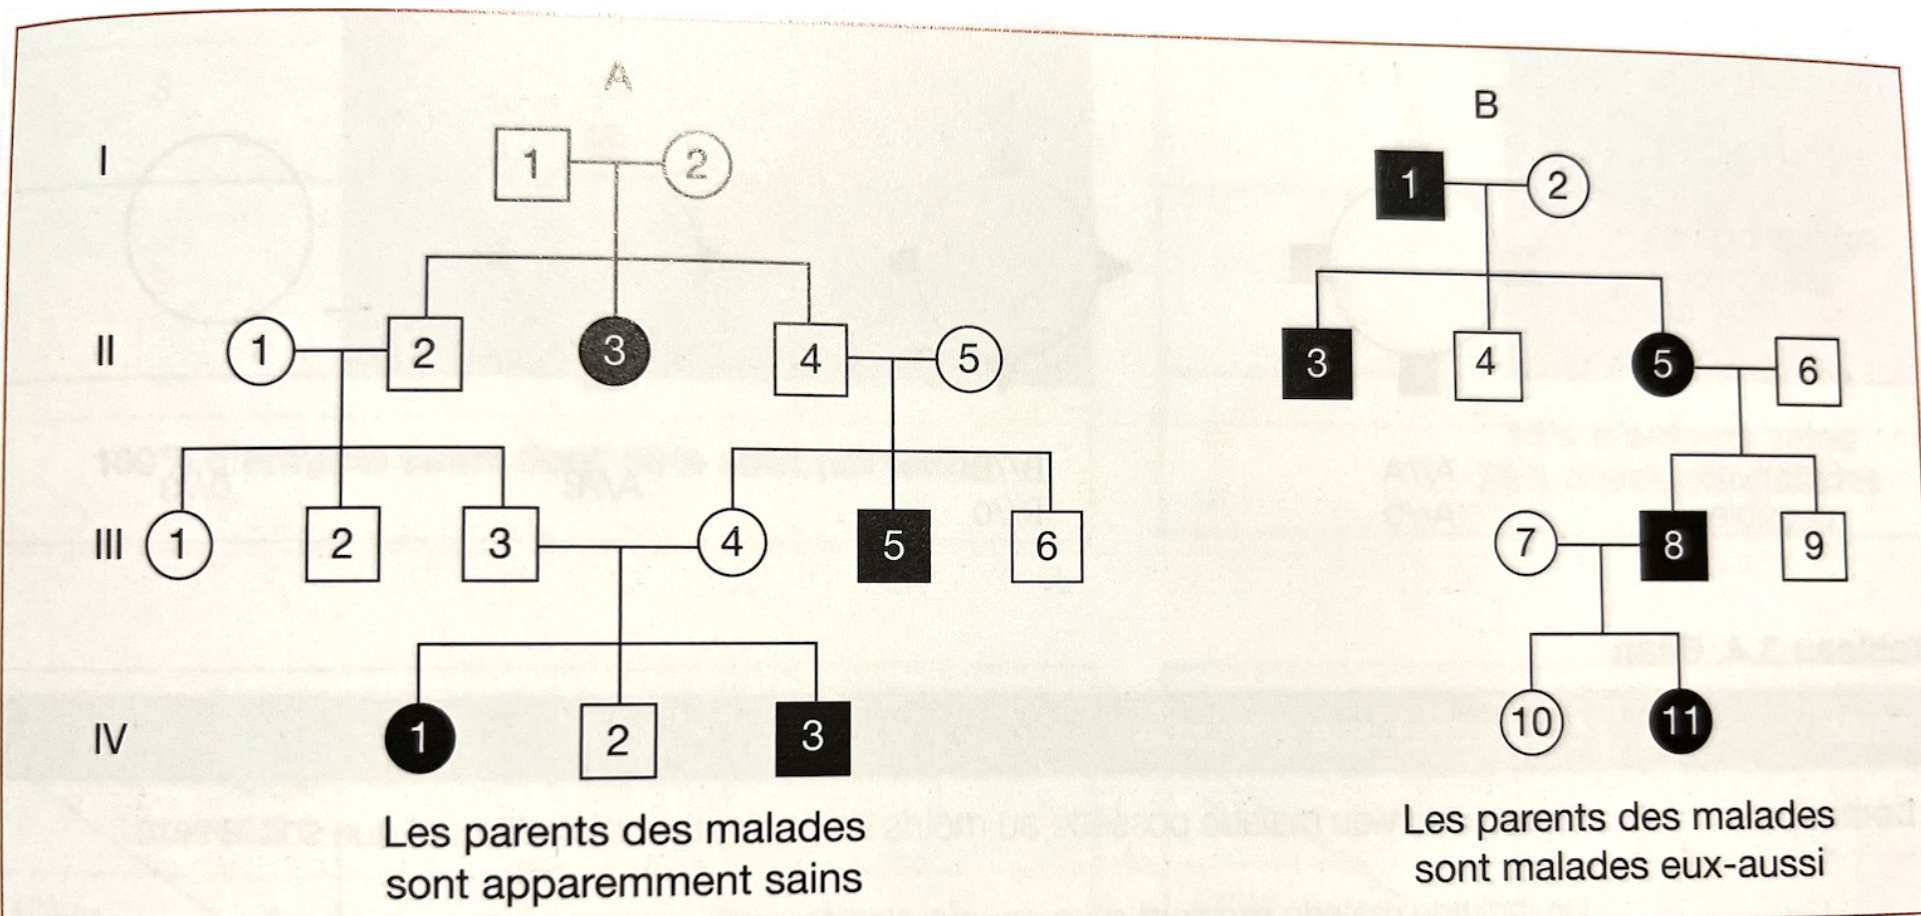 A
B
I
1 2
1 2
II
1 2 3 4 5
3 4 5 6
III
1 2 3 4 5 6
7 8 9
IV
1 2 3
10 11
Les parents des malades
sont apparemment sains
Les parents des malades
sont malades eux-aussi